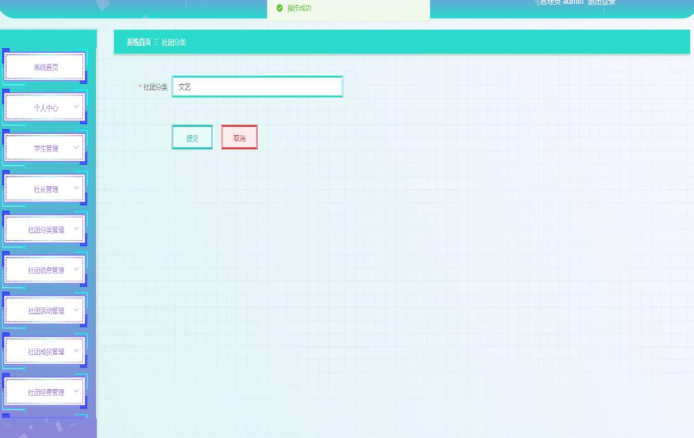 管理员 admin 退出登录
操作成功
系统首页 社团分类
系统首页
个人中心
学生管理
社长管理
社团分类管理
社团信息管理
社团活动管理
社团成员管理
社团经费管理
* 社团分类 文艺
提交 取消